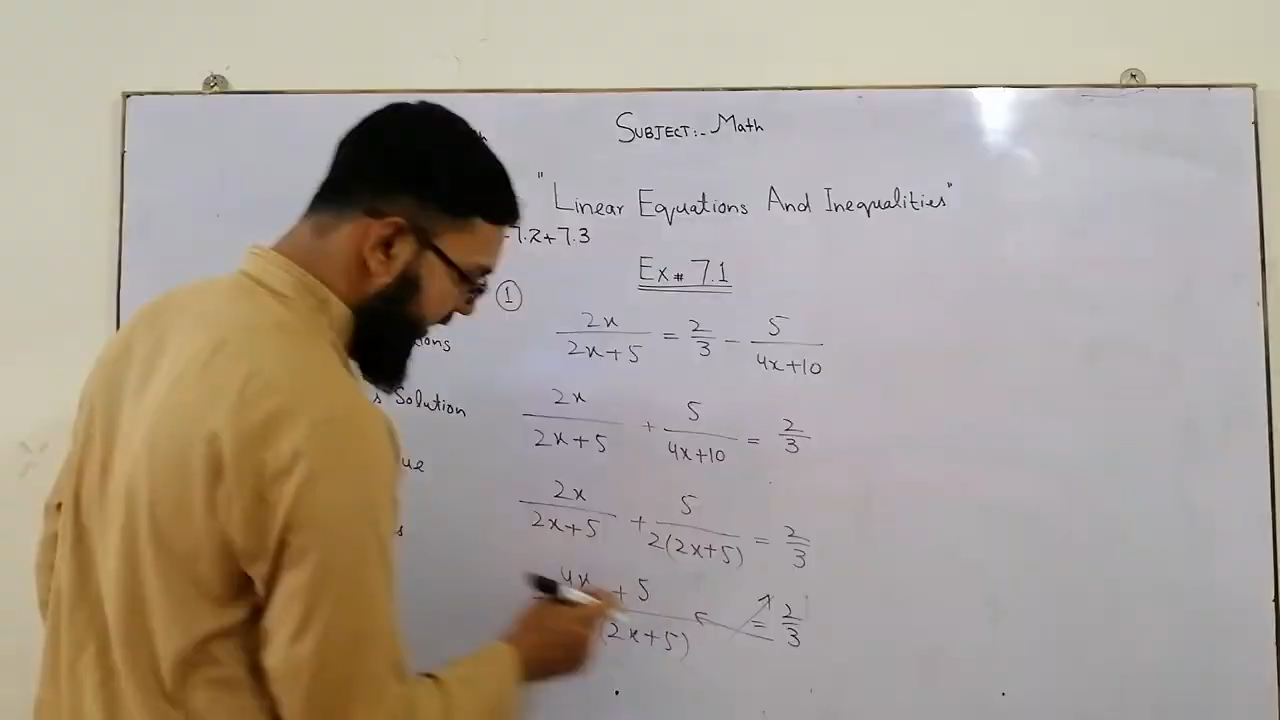 SUBJECT:- Math
"Linear Equations And Inequalities"
7.2+7.3
Ex# 7.1
①
2x/(2x+5) = 2/3 - 5/(4x+10)
2x/(2x+5) + 5/(4x+10) = 2/3
Solution
2x/(2x+5) + 5/(2(2x+5)) = 2/3
4x + 5/(2x+5) = 2/3